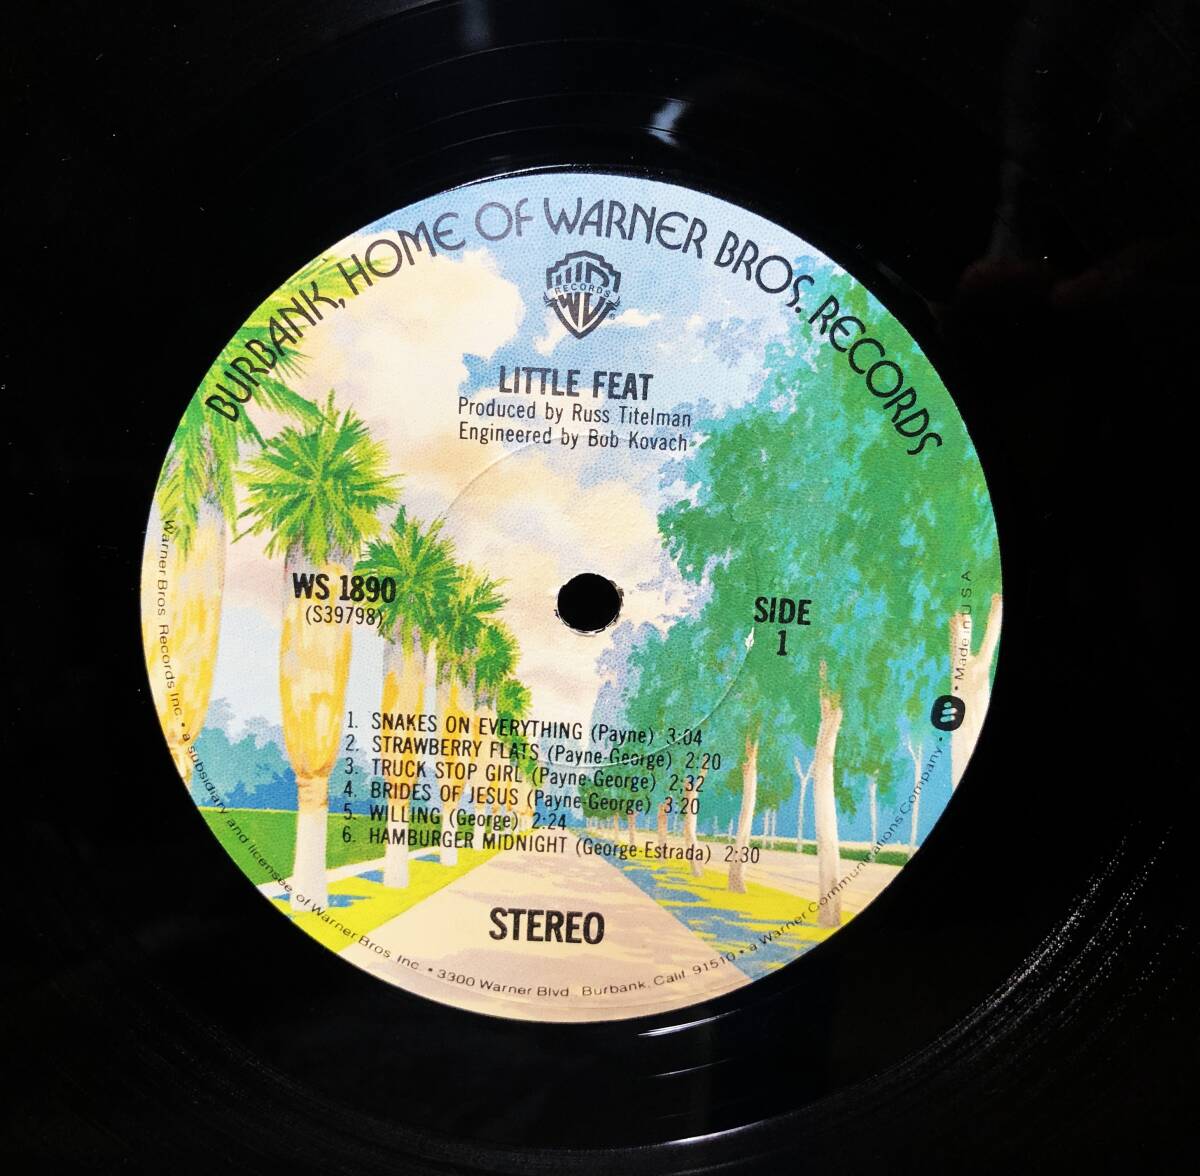 BURBANK, HOME OF WARNER BROS. RECORDS
RECORDS
LITTLE FEAT
Produced by Russ Titelman
Engineered by Bob Kovach
WS 1890
(S39798)
SIDE
1
1. SNAKES ON EVERYTHING (Payne) 3:04
2. STRAWBERRY FLATS (Payne-George) 2:20
3. TRUCK STOP GIRL (Payne-George) 2:32
4. BRIDES OF JESUS (Payne-George) 3:20
5. WILLING (George) 2:24
6. HAMBURGER MIDNIGHT (George-Estrada) 2:30
STEREO
Warner Bros. Records Inc. • a subsidiary and licensee of Warner Bros. Inc. • 3300 Warner Blvd., Burbank, Calif. 91510 • a Warner Communications Company • Made in U S A